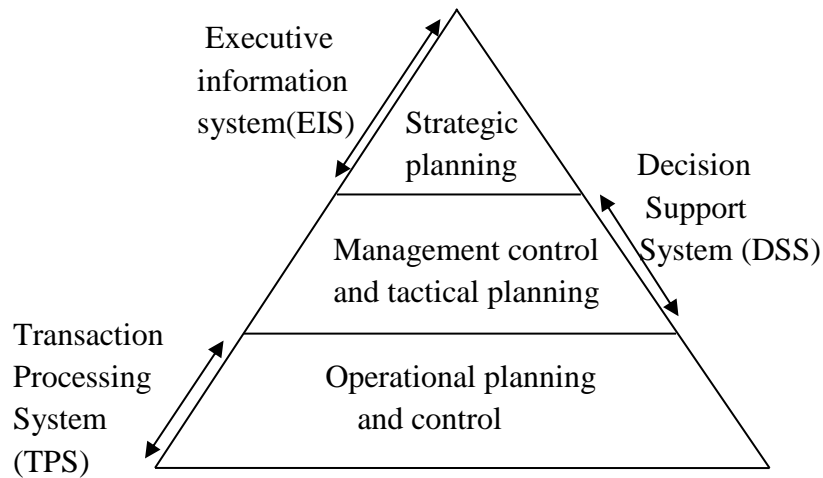 Executive
information
system(EIS)
Strategic
planning
Decision
Support
System (DSS)
Management control
and tactical planning
Transaction
Processing
System
(TPS)
Operational planning
and control